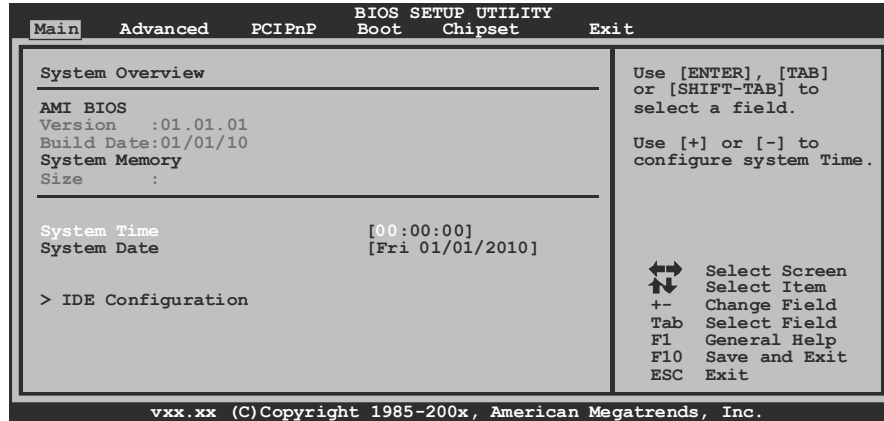 BIOS SETUP UTILITY
Main Advanced PCIPnP Boot Chipset Exit
System Overview
AMI BIOS
Version :01.01.01
Build Date:01/01/10
System Memory
Size :
System Time [00:00:00]
System Date [Fri 01/01/2010]
> IDE Configuration
Use [ENTER], [TAB]
or [SHIFT-TAB] to
select a field.
Use [+] or [-] to
configure system Time.
Select Screen
Select Item
+- Change Field
Tab Select Field
F1 General Help
F10 Save and Exit
ESC Exit
vxx.xx (C)Copyright 1985-200x, American Megatrends, Inc.